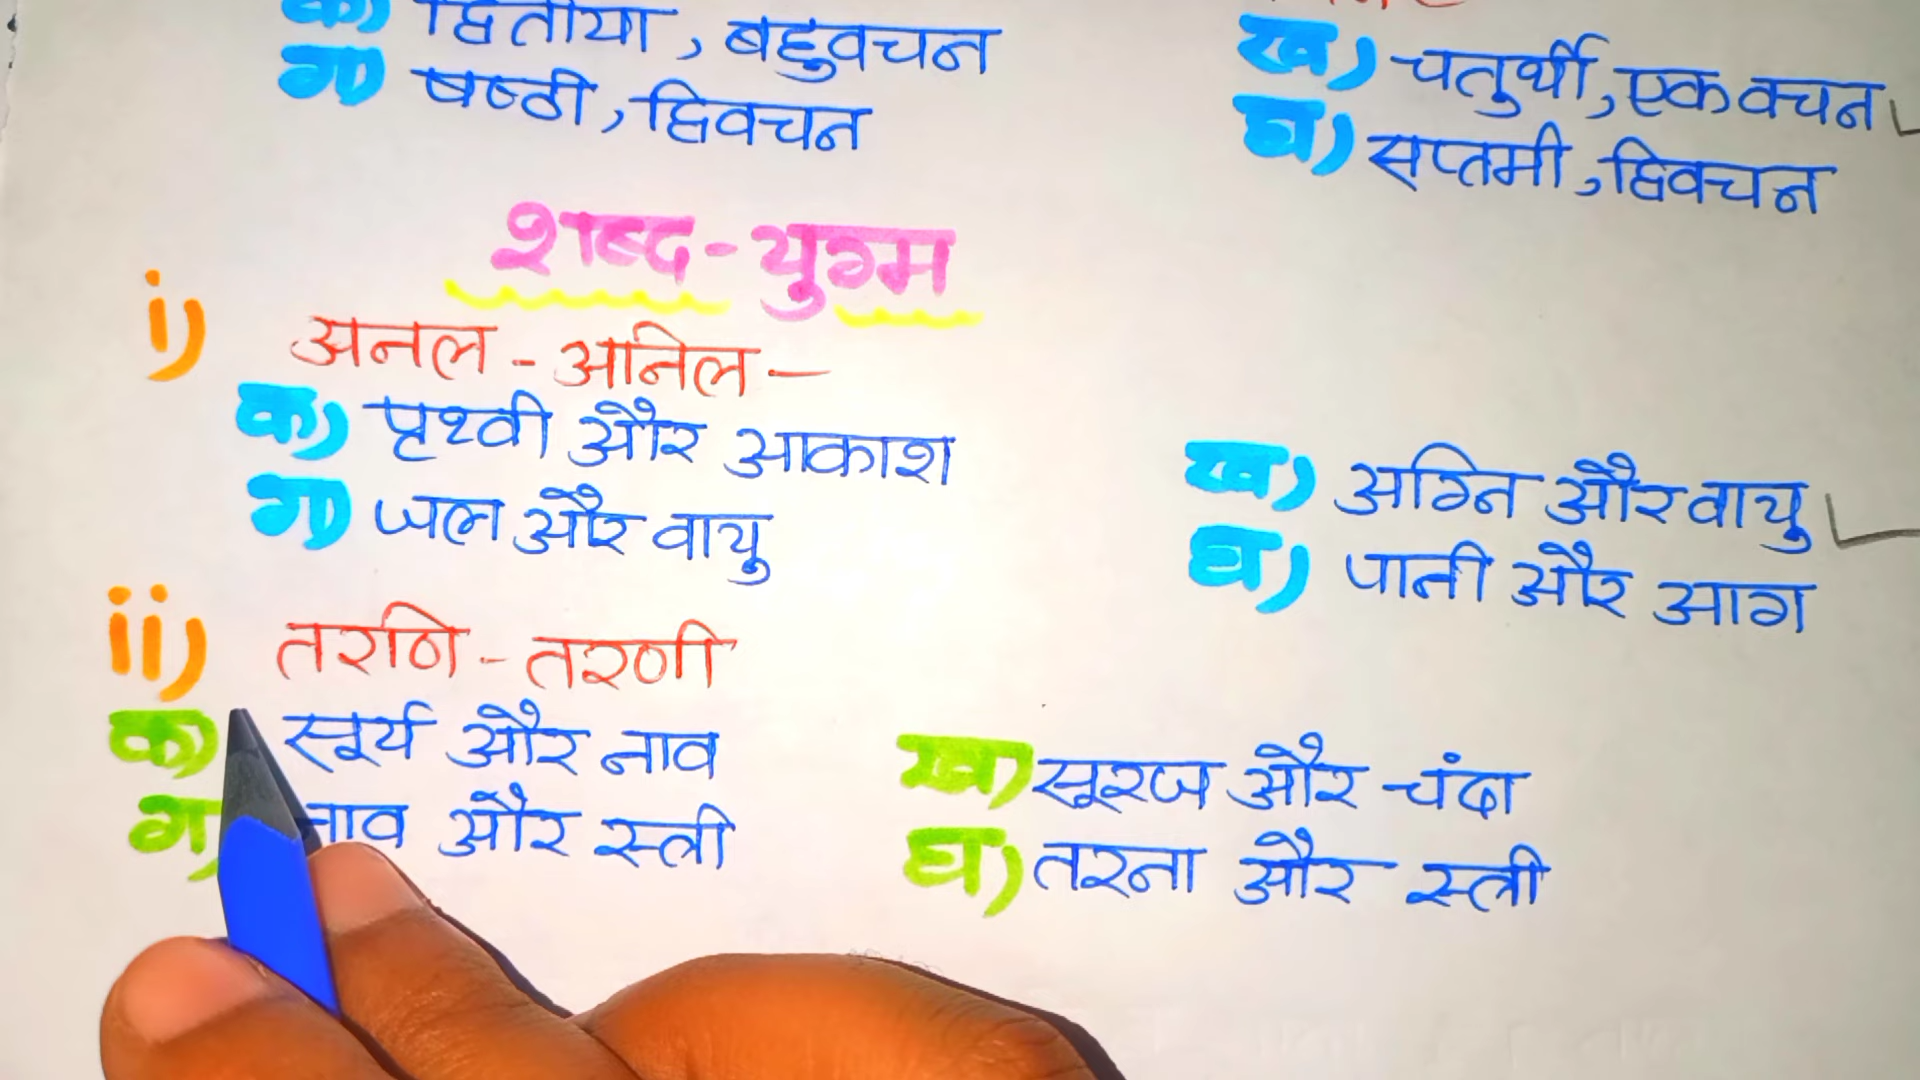 क) द्वितीया, बहुवचन
ख) चतुर्थी, एकवचन
ग) षष्ठी, द्विवचन
घ) सप्तमी, द्विवचन
शब्द-युग्म
i) अनल - अनिल -
क) पृथ्वी और आकाश
ख) अग्नि और वायु
ग) जल और वायु
घ) पानी और आग
ii) तरणि - तरणी
क) सूर्य और नाव
ख) सूरज और चंदा
ग) नाव और स्त्री
घ) तरना और स्त्री